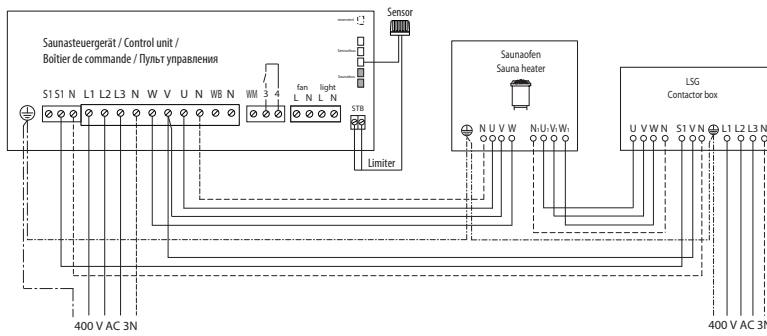 Sensor
Saunasteuergerät / Control unit /
Boîtier de commande / Пульт управления
Sensorbus
Saunabus
S1 S1 N L1 L2 L3 N W V U N WB N WM 3 4
fan light
L N L N
STB
Limiter
Saunaofen
Sauna heater
N U V W N₁ U₁ V₁ W₁
LSG
Contactor box
U V W N S1 V N L1 L2 L3 N
400 V AC 3N
400 V AC 3N